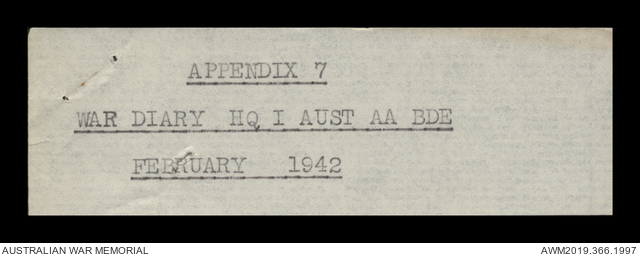 APPENDIX 7
WAR DIARY HQ I AUST AA BDE
FEBRUARY 1942
AUSTRALIAN WAR MEMORIAL
AWM2019.366.1997